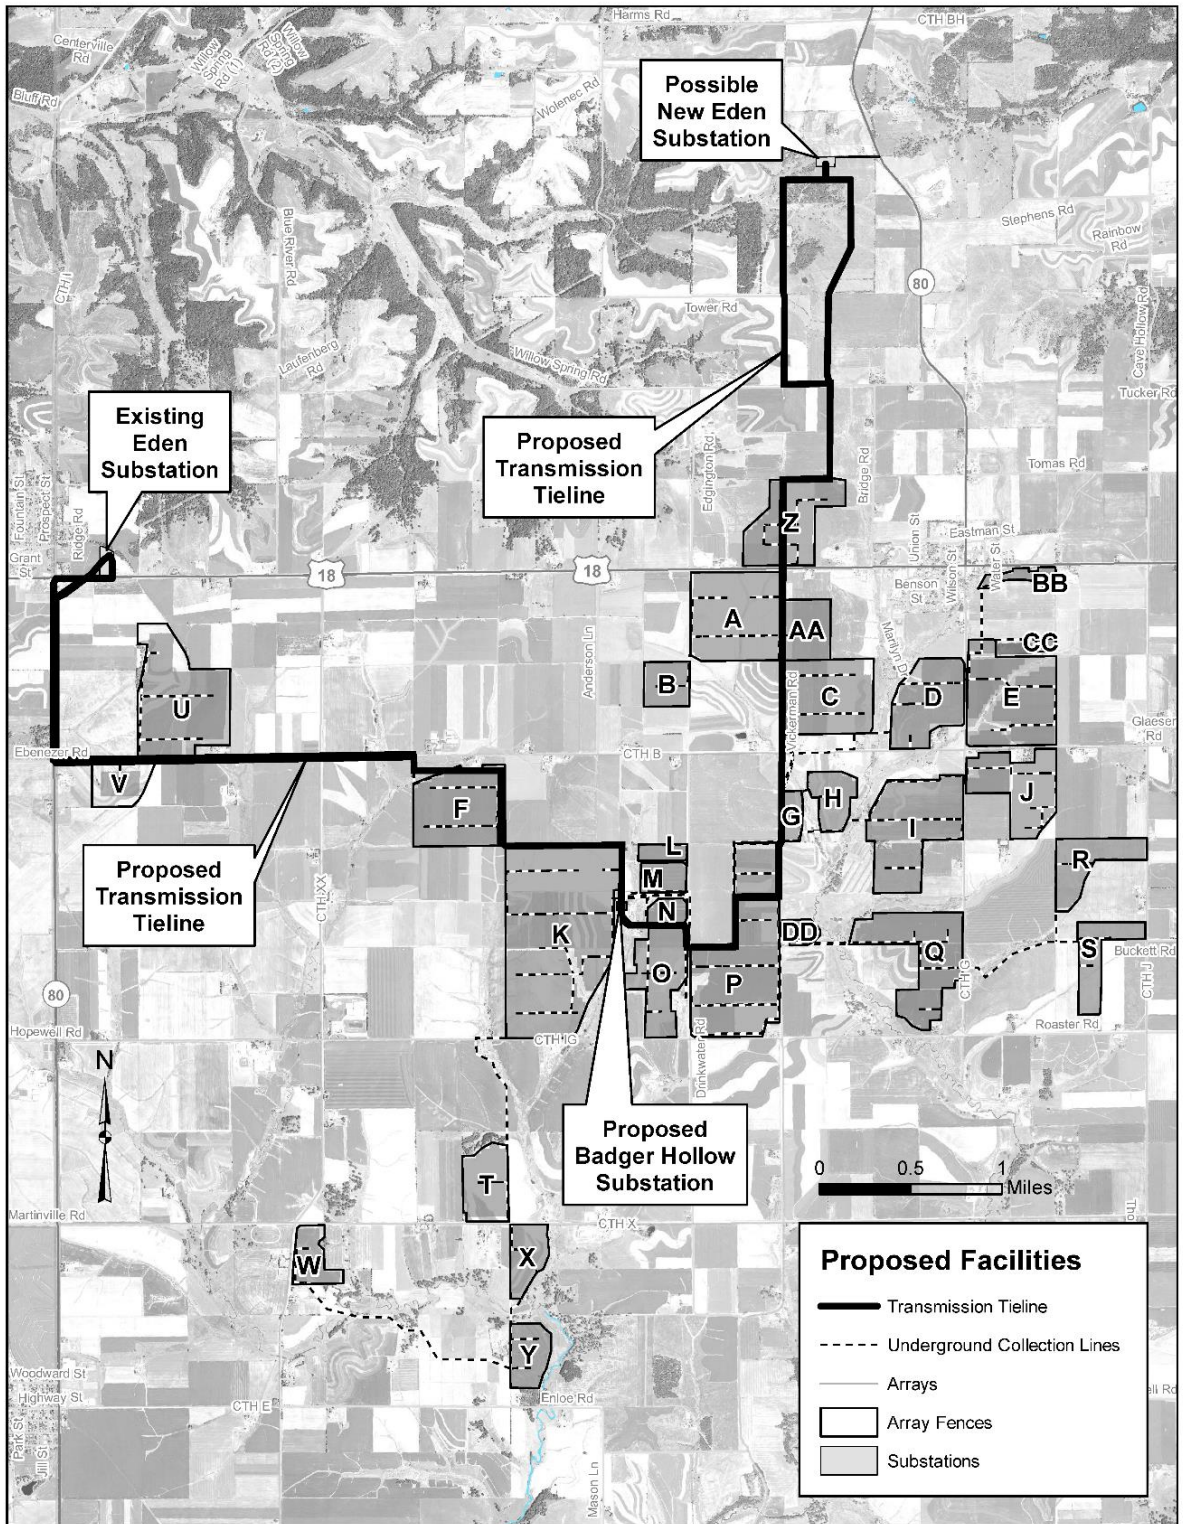 Harms Rd
CTH BH
Centerville
Rd
Willow
Spring
Rd (1)
Willow
Spring
Rd (2)
Bluff Rd
Wolenec Rd
Possible
New Eden
Substation
Stephens Rd
Rainbow
Rd
CTH I
Blue River Rd
80
Cave Hollow Rd
Tower Rd
Laufenberg
Rd
Willow Spring Rd
Tucker Rd
Existing
Eden
Substation
Proposed
Transmission
Tieline
Edgington Rd
Bridge Rd
Tomas Rd
Fountain St
Prospect St
Ridge Rd
Grant
St
Z
Union St
Eastman St
Wilson St
Water St
Benson
St
18
18
BB
A
AA
Marilyn Dr
CC
Anderson Ln
B
Vickerman Rd
C
D
E
U
Ebenezer Rd
CTH B
Glaeser
Rd
V
F
G
H
I
J
L
M
R
Proposed
Transmission
Tieline
CTH XX
N
K
DD
O
P
Q
CTH G
S
Buckett Rd
CTH J
80
Hopewell Rd
CTH IG
Drinkwater Rd
Roaster Rd
N
Proposed
Badger Hollow
Substation
0
0.5
1
Miles
T
Martinville Rd
CTH X
Tho
W
X
Proposed Facilities
Transmission Tieline
Underground Collection Lines
Arrays
Array Fences
Substations
Y
Woodward St
Highway St
CTH E
Enloe Rd
ell Rd
Park St
Jill St
Mason Ln